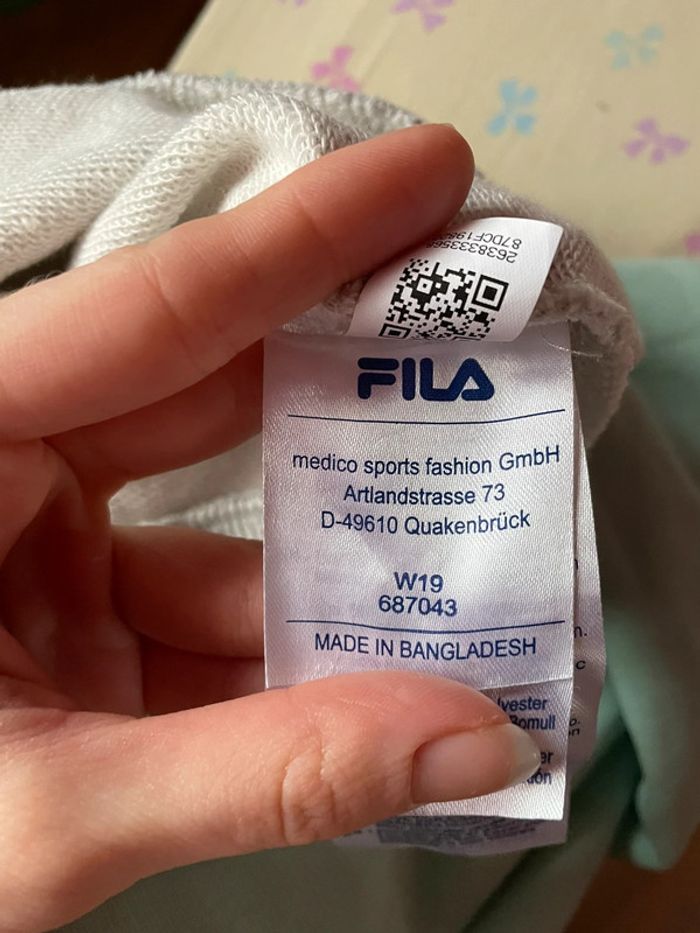 FILA
medico sports fashion GmbH
Artlandstrasse 73
D-49610 Quakenbrück
W19
687043
MADE IN BANGLADESH